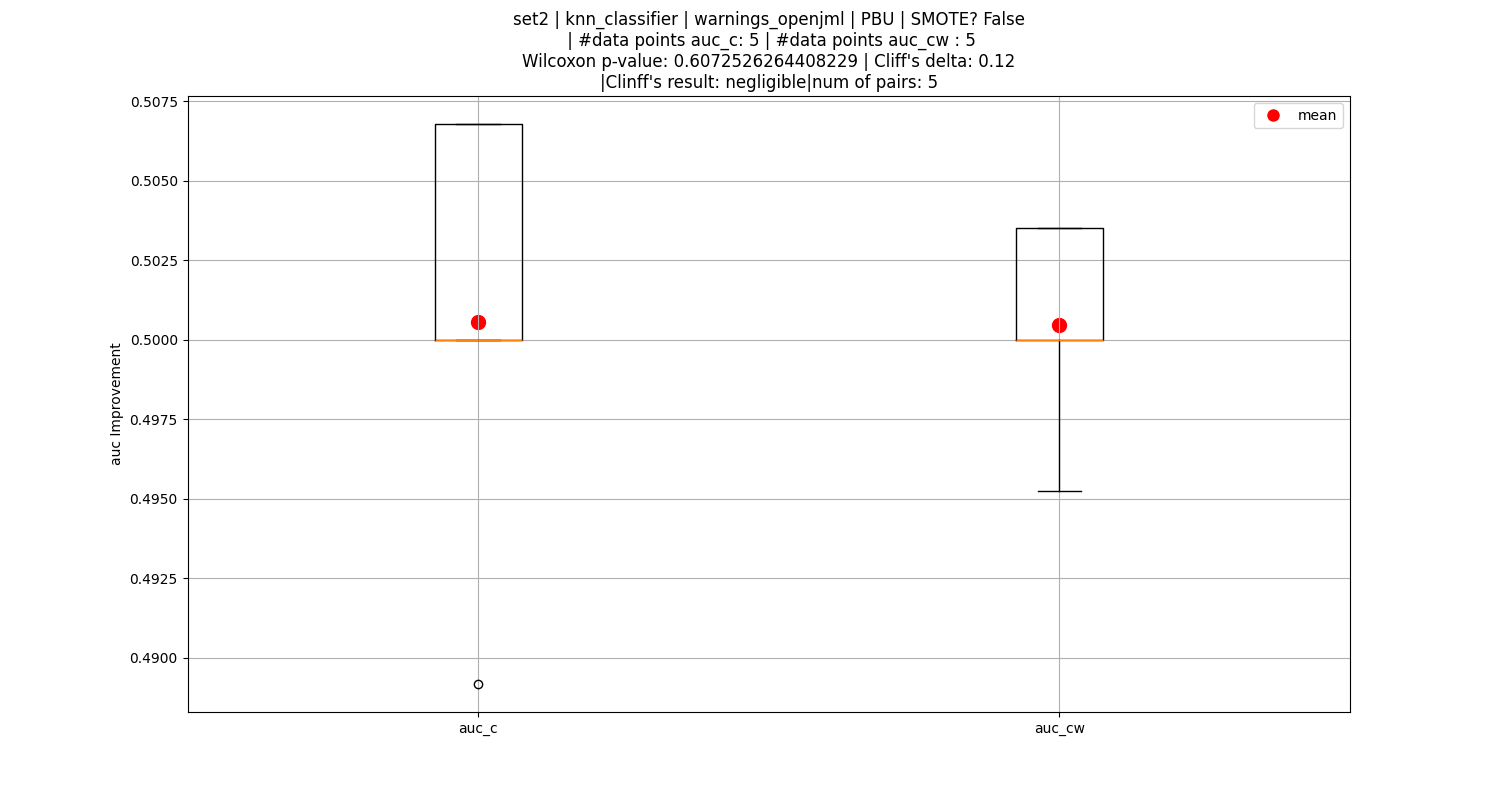 set2 | knn_classifier | warnings_openjml | PBU | SMOTE? False
| #data points auc_c: 5 | #data points auc_cw : 5
Wilcoxon p-value: 0.6072526264408229 | Cliff's delta: 0.12
|Clinff's result: negligible|num of pairs: 5
mean
0.5075
0.5050
0.5025
0.5000
0.4975
0.4950
0.4925
0.4900
auc Improvement
auc_c
auc_cw